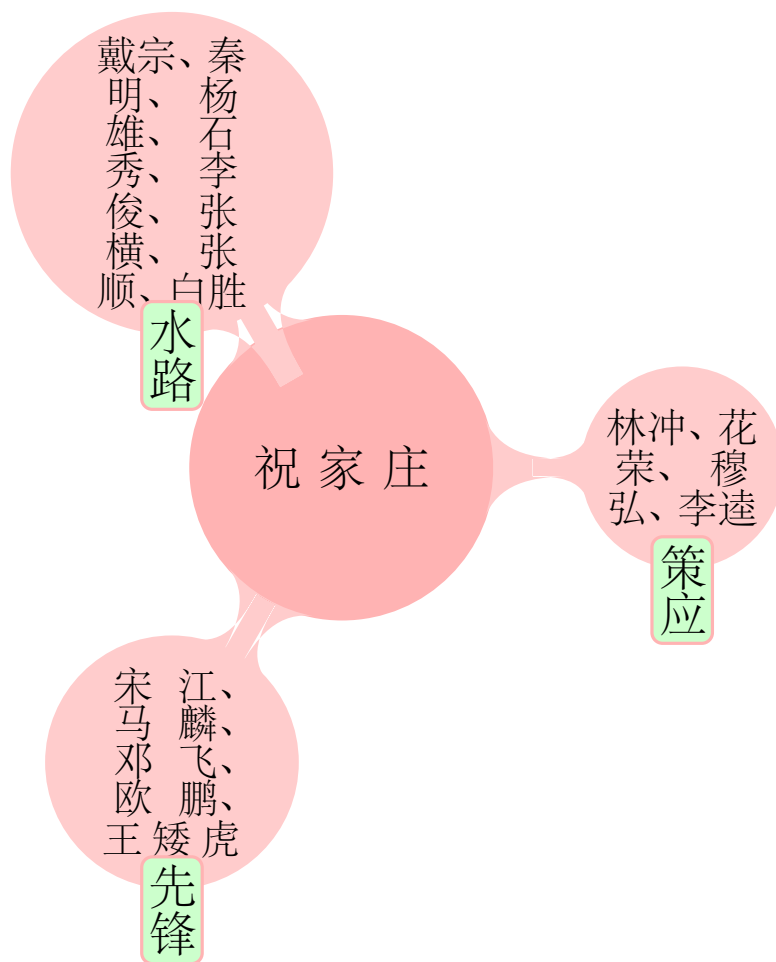 戴宗、秦
明、 杨
雄、 石
秀、 李
俊、 张
横、 张
顺、白胜
水路
祝 家 庄
林冲、花
荣、 穆
弘、李逵
策应
宋 江、
马 麟、
邓 飞、
欧 鹏、
王 矮 虎
先锋